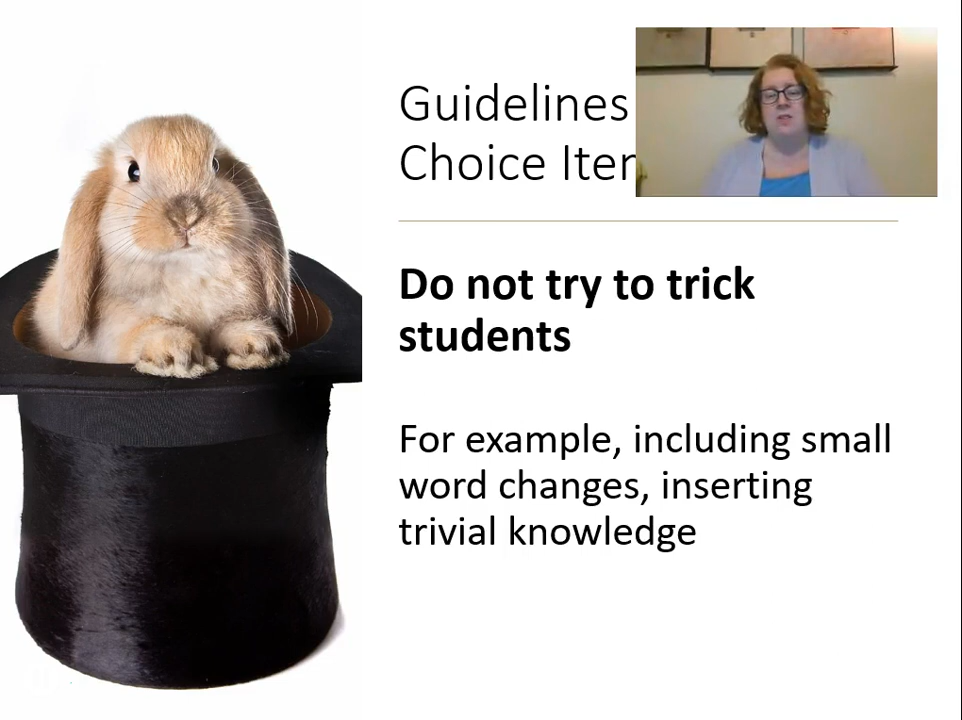 Guidelines
Choice Iter
Do not try to trick
students
For example, including small
word changes, inserting
trivial knowledge